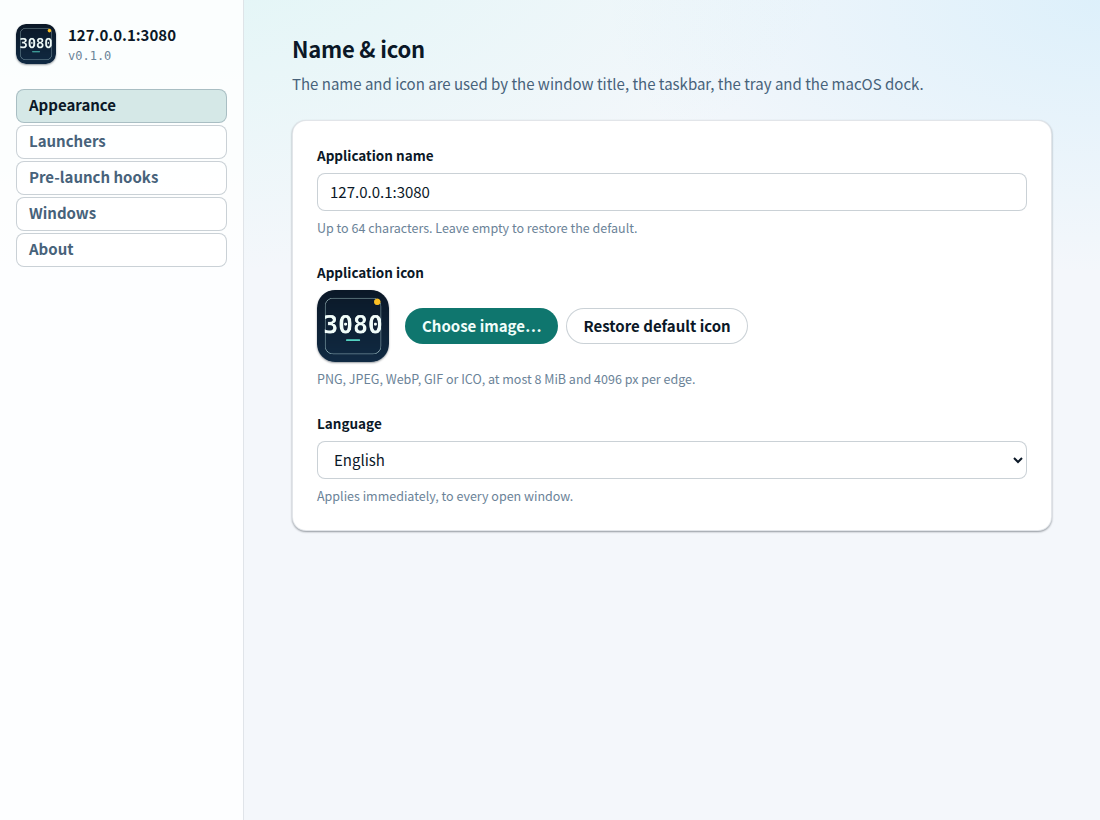 3080
127.0.0.1:3080
v0.1.0
Appearance
Launchers
Pre-launch hooks
Windows
About
Name & icon
The name and icon are used by the window title, the taskbar, the tray and the macOS dock.
Application name
127.0.0.1:3080
Up to 64 characters. Leave empty to restore the default.
Application icon
3080
Choose image…
Restore default icon
PNG, JPEG, WebP, GIF or ICO, at most 8 MiB and 4096 px per edge.
Language
English
Applies immediately, to every open window.